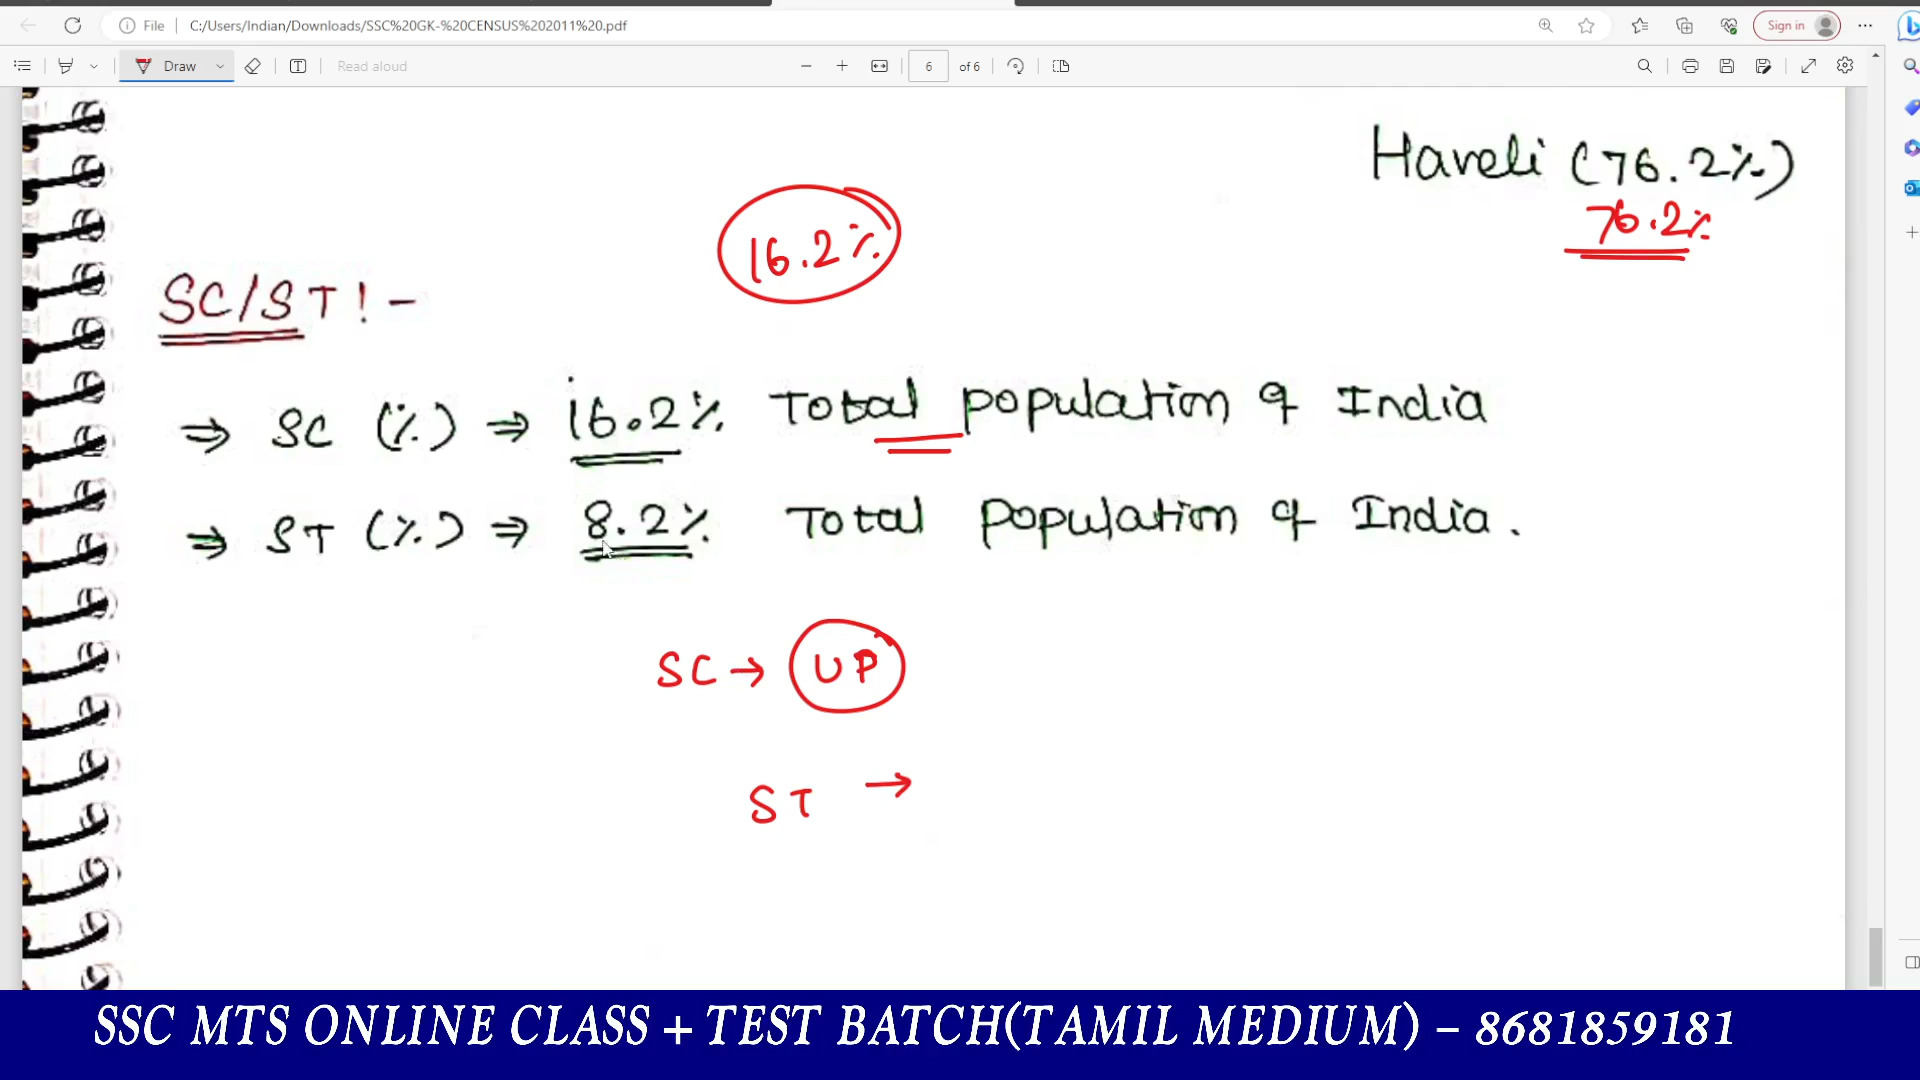 File | C:/Users/Indian/Downloads/SSC%20GK-%20CENSUS%202011%20.pdf
Sign in
Draw
Read aloud
6 of 6
Haveli (76.2%)
76.2%
16.2%
SC/ST! -
⇒ SC (%) ⇒ 16.2% Total population of India
⇒ ST (%) ⇒ 8.2% Total Population of India.
SC → UP
ST →
SSC MTS ONLINE CLASS + TEST BATCH(TAMIL MEDIUM) – 8681859181